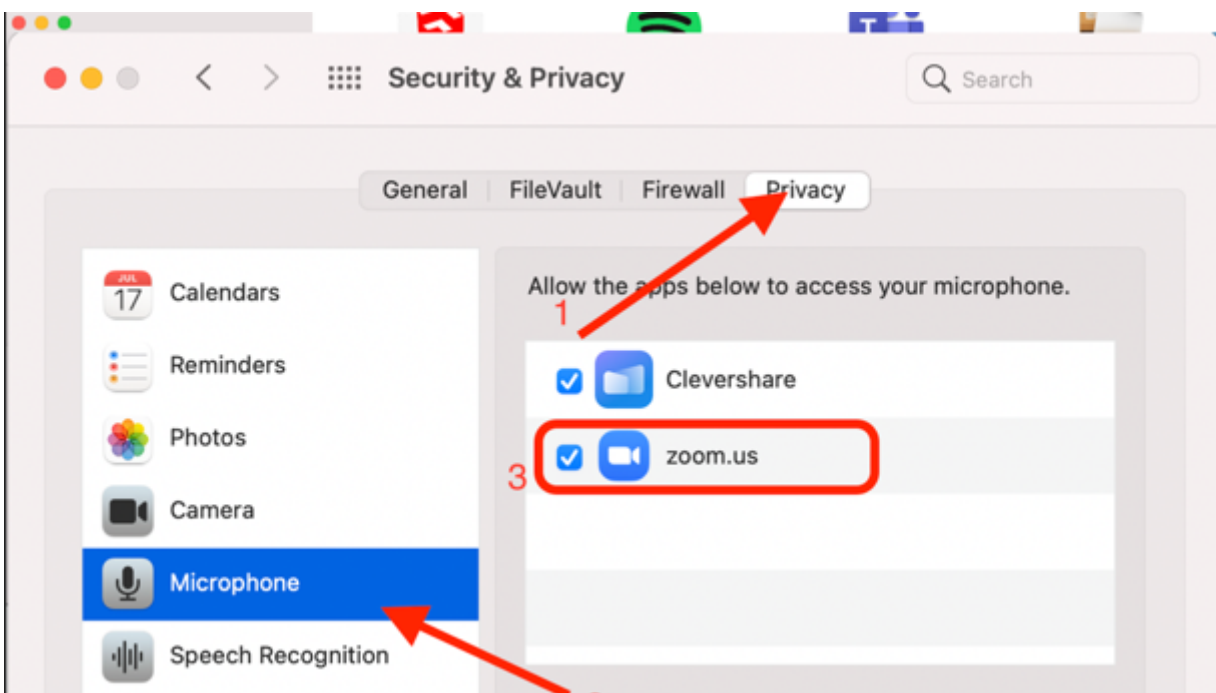 Security & Privacy
Search
General FileVault Firewall Privacy
Calendars
Reminders
Photos
Camera
Microphone
Speech Recognition
JUL
17
Allow the apps below to access your microphone.
1
Clevershare
3
zoom.us